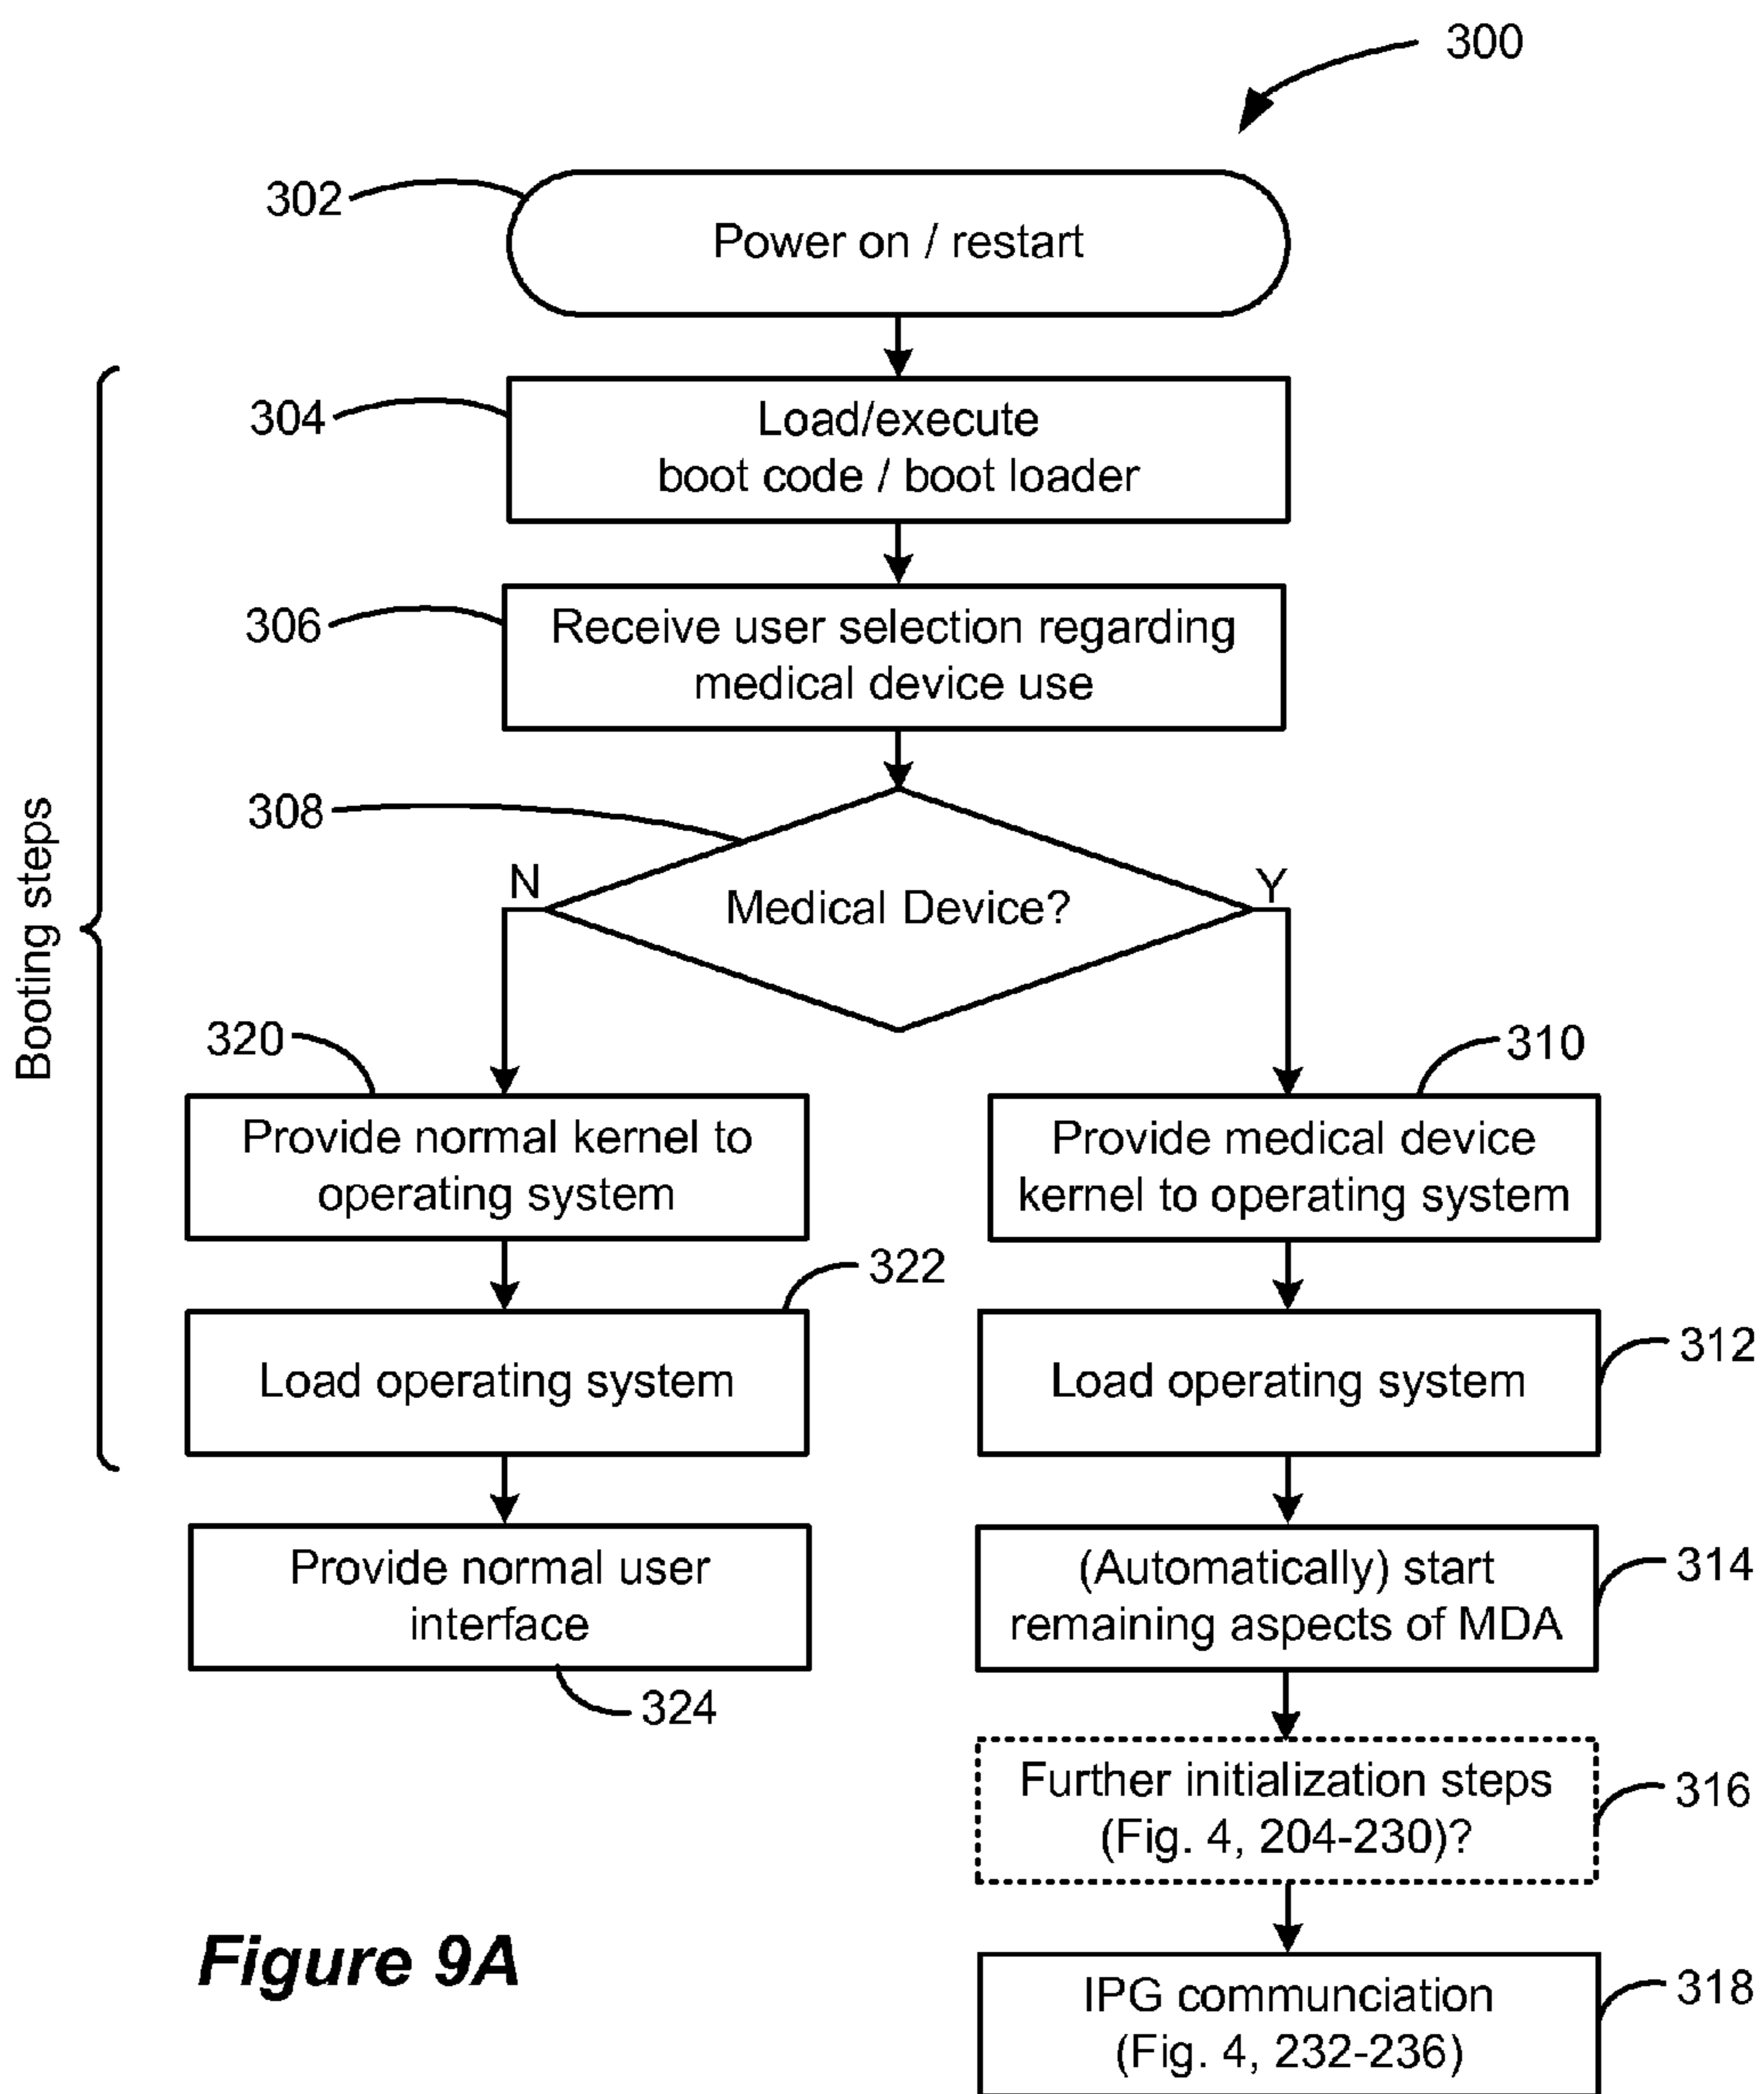 300
302
Power on / restart
304
Load/execute
boot code / boot loader
306
Receive user selection regarding
medical device use
308
N
Medical Device?
Y
Booting steps
320
310
Provide normal kernel to
operating system
Provide medical device
kernel to operating system
322
312
Load operating system
Load operating system
314
Provide normal user
interface
(Automatically) start
remaining aspects of MDA
324
316
Further initialization steps
(Fig. 4, 204-230)?
318
IPG communciation
(Fig. 4, 232-236)
Figure 9A